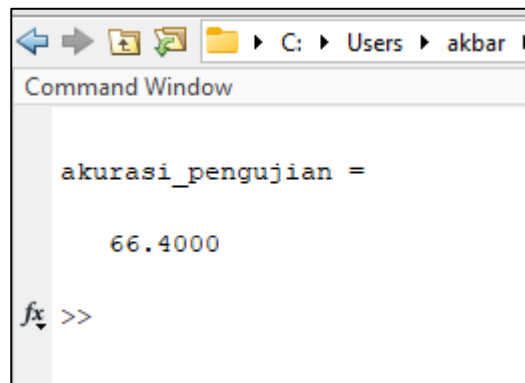 C: Users akbar
Command Window
akurasi_pengujian =
66.4000
fx >>